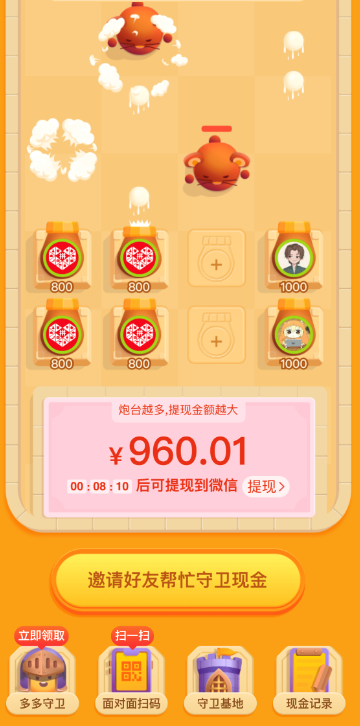 800
800
1000
800
800
1000
炮台越多,提现金额越大
¥960.01
00:08:10 后可提现到微信 提现>
邀请好友帮忙守卫现金
立即领取
扫一扫
多多守卫
面对面扫码
守卫基地
现金记录